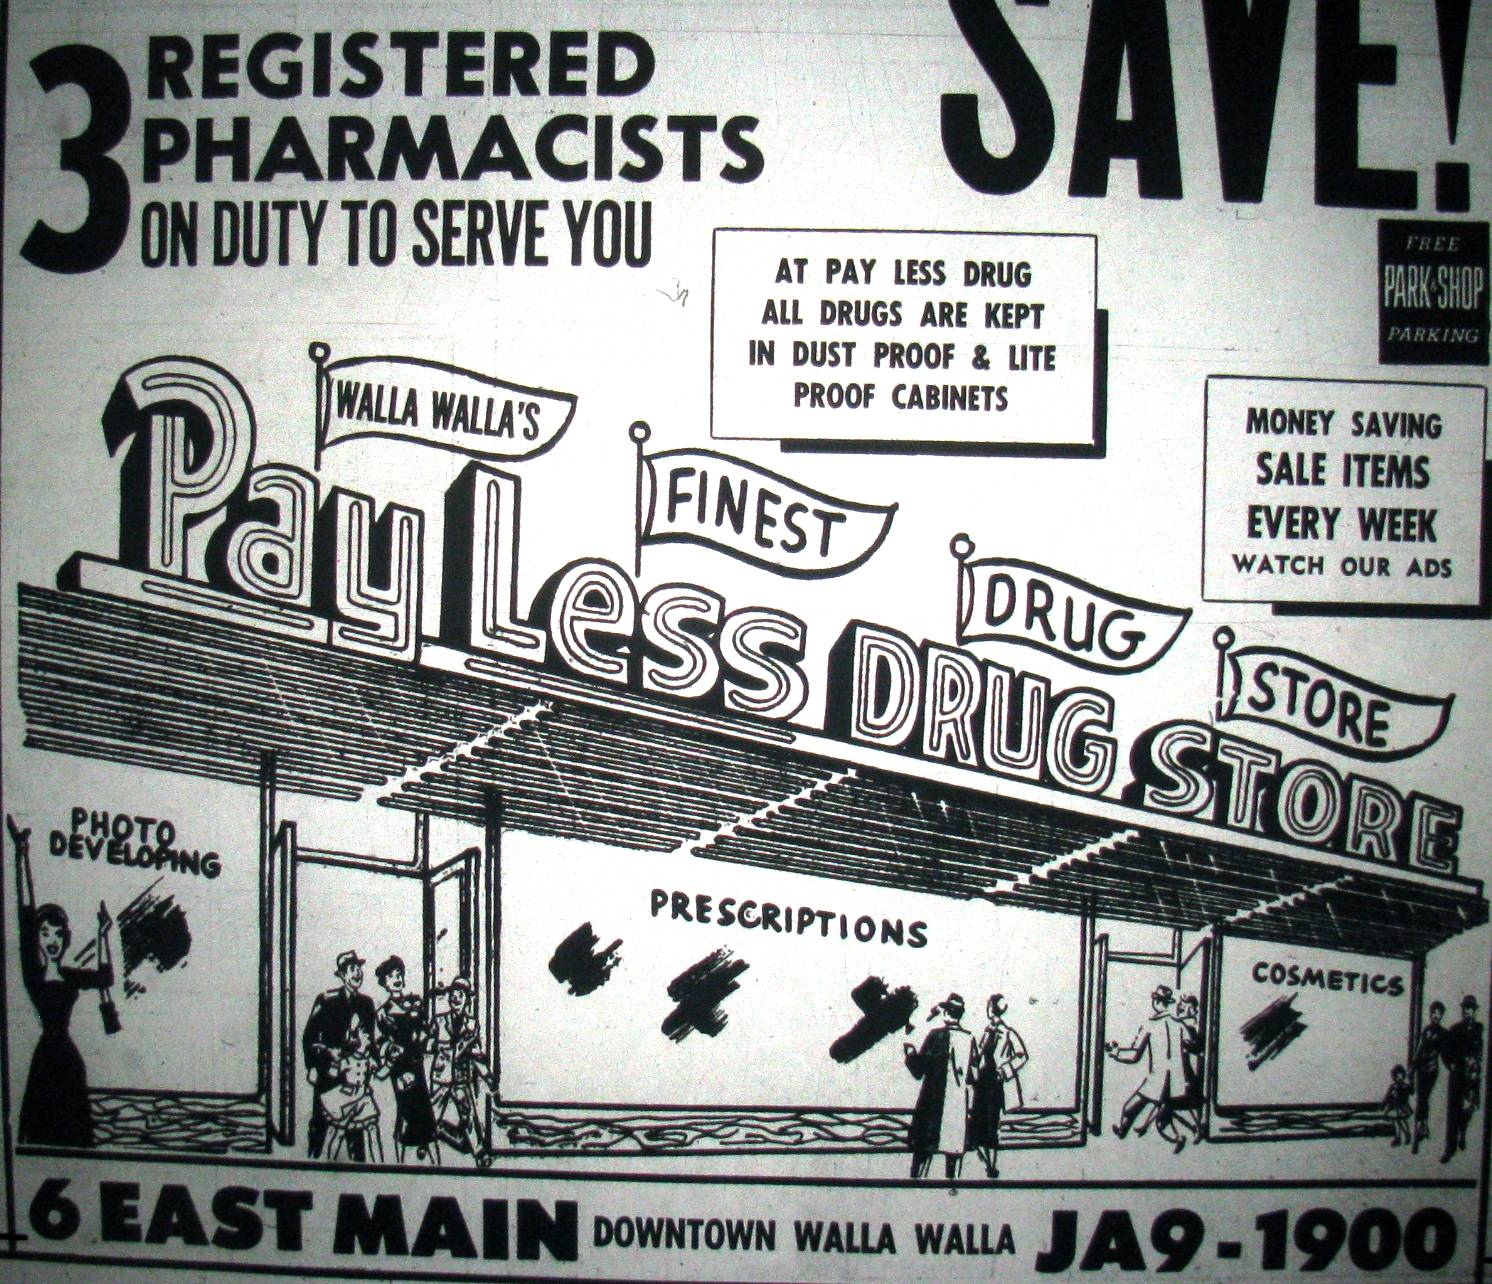 SAVE!
3 REGISTERED
PHARMACISTS
ON DUTY TO SERVE YOU
AT PAY LESS DRUG
ALL DRUGS ARE KEPT
IN DUST PROOF & LITE
PROOF CABINETS
FREE
PARK & SHOP
PARKING
MONEY SAVING
SALE ITEMS
EVERY WEEK
WATCH OUR ADS
WALLA WALLA'S
FINEST
DRUG
STORE
Pay Less DRUG STORE
PHOTO
DEVELOPING
PRESCRIPTIONS
COSMETICS
6 EAST MAIN DOWNTOWN WALLA WALLA JA9-1900